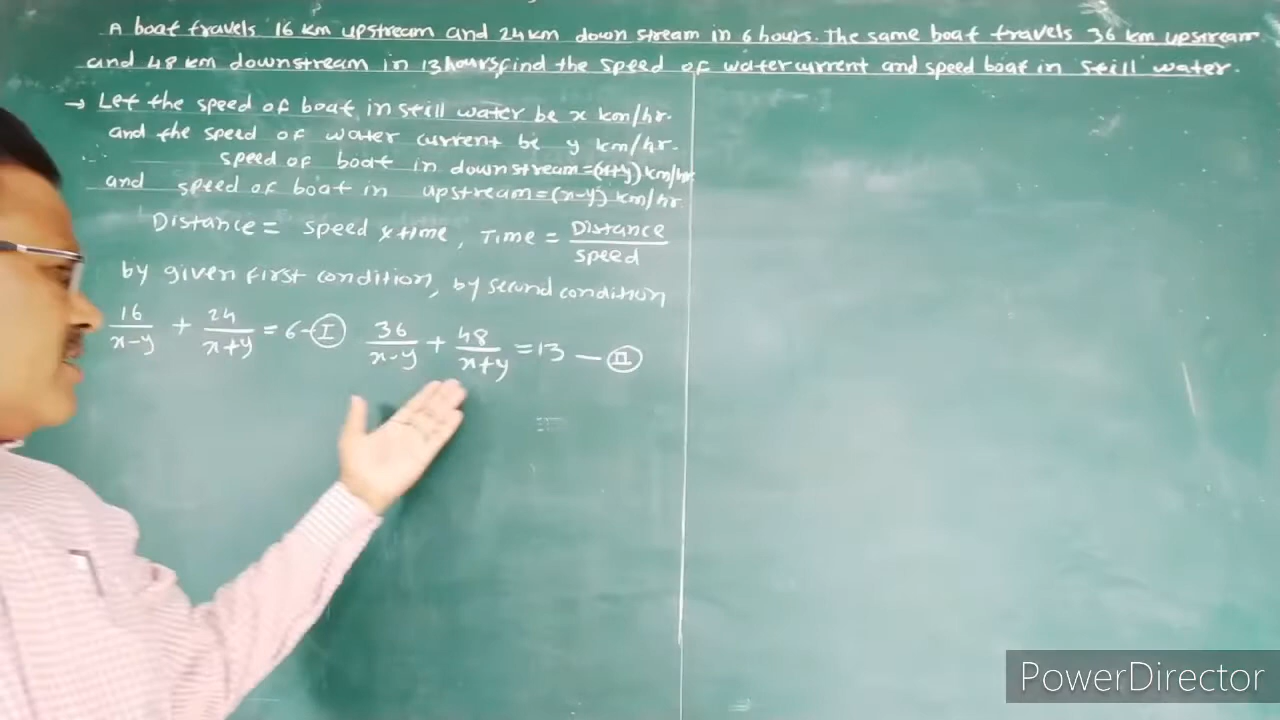 A boat travels 16 km upstream and 24 km down stream in 6 hours. The same boat travels 36 km upstream
and 48 km downstream in 13 hours, find the speed of water current and speed boat in still water.
→ Let the speed of boat in still water be x km/hr.
and the speed of water current be y km/hr.
∴ speed of boat in downstream = (x+y) km/hr
and speed of boat in upstream = (x-y) km/hr.
Distance = speed x time, Time = Distance/speed
by given first condition, by second condition
16/(x-y) + 24/(x+y) = 6 - I 36/(x-y) + 48/(x+y) = 13 — II
PowerDirector